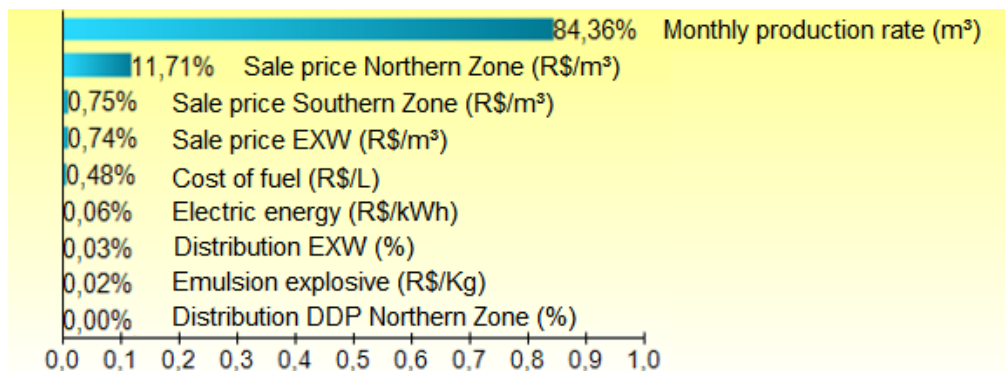 84,36% Monthly production rate (m³)
11,71% Sale price Northern Zone (R$/m³)
0,75% Sale price Southern Zone (R$/m³)
0,74% Sale price EXW (R$/m³)
0,48% Cost of fuel (R$/L)
0,06% Electric energy (R$/kWh)
0,03% Distribution EXW (%)
0,02% Emulsion explosive (R$/Kg)
0,00% Distribution DDP Northern Zone (%)
0,0 0,1 0,2 0,3 0,4 0,5 0,6 0,7 0,8 0,9 1,0